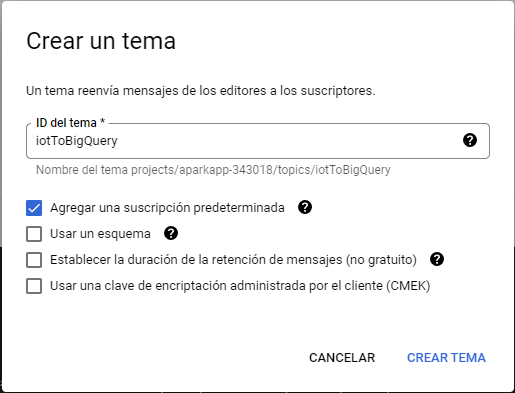 Crear un tema
Un tema reenvía mensajes de los editores a los suscriptores.
ID del tema *
iotToBigQuery
Nombre del tema projects/aparkapp-343018/topics/iotToBigQuery
Agregar una suscripción predeterminada
Usar un esquema
Establecer la duración de la retención de mensajes (no gratuito)
Usar una clave de encriptación administrada por el cliente (CMEK)
CANCELAR CREAR TEMA